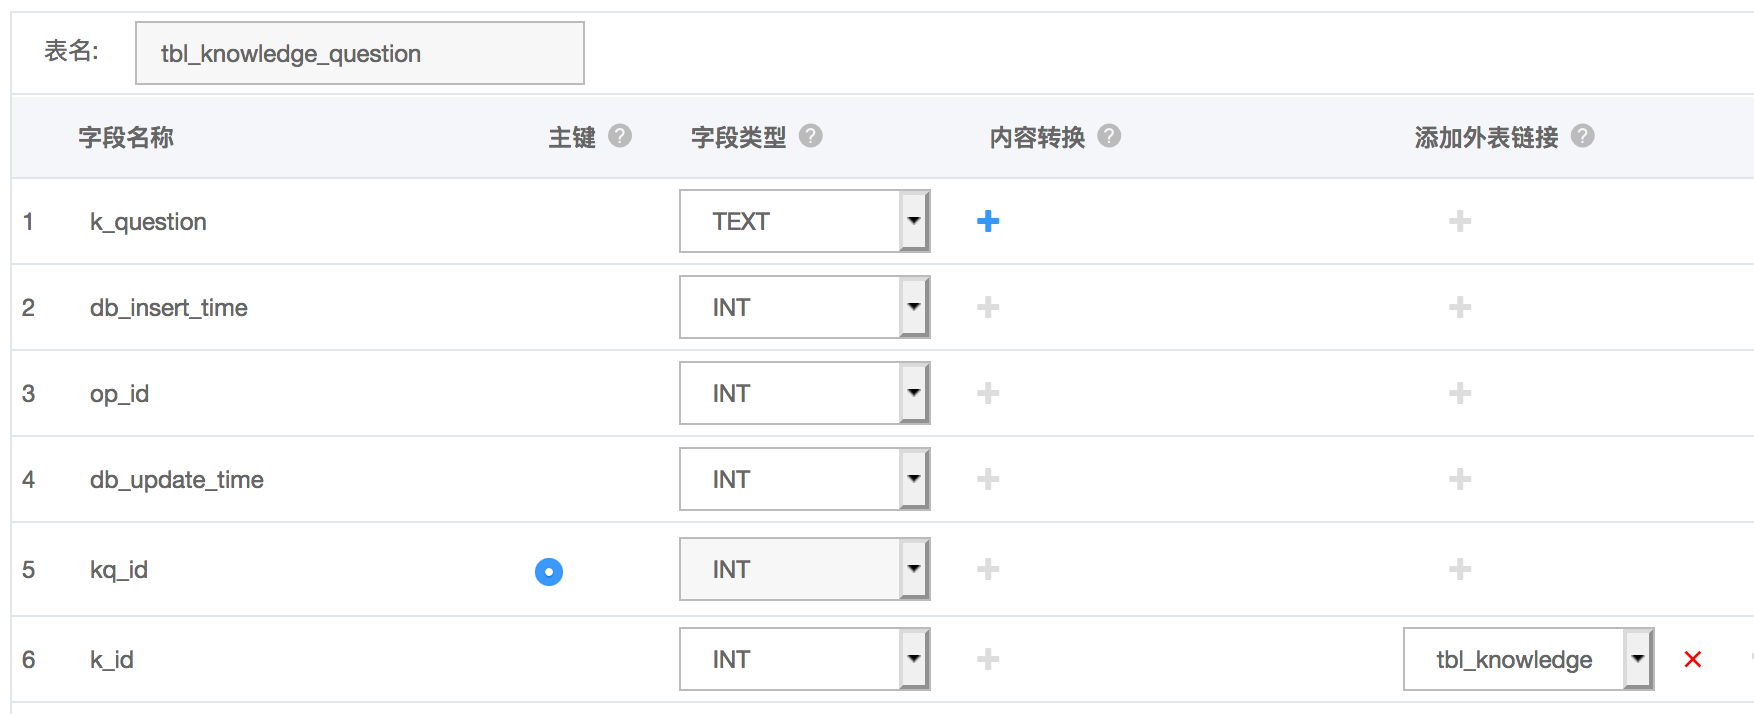 表名: tbl_knowledge_question
字段名称 主键 ? 字段类型 ? 内容转换 ? 添加外表链接 ?
1 k_question TEXT
2 db_insert_time INT
3 op_id INT
4 db_update_time INT
5 kq_id INT
6 k_id INT tbl_knowledge